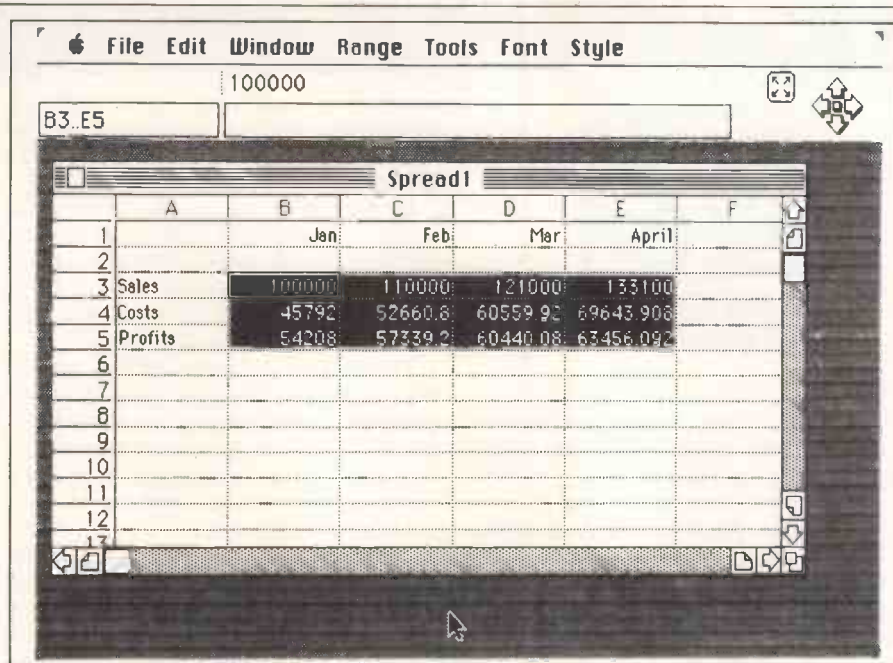 File Edit Window Range Tools Font Style
100000
B3..E5
Spread1
A B C D E F
1 Jan Feb Mar April
2
3 Sales 100000 110000 121000 133100
4 Costs 45792 52660.8 60559.92 69643.908
5 Profits 54208 57339.2 60440.08 63456.092
6
7
8
9
10
11
12
13